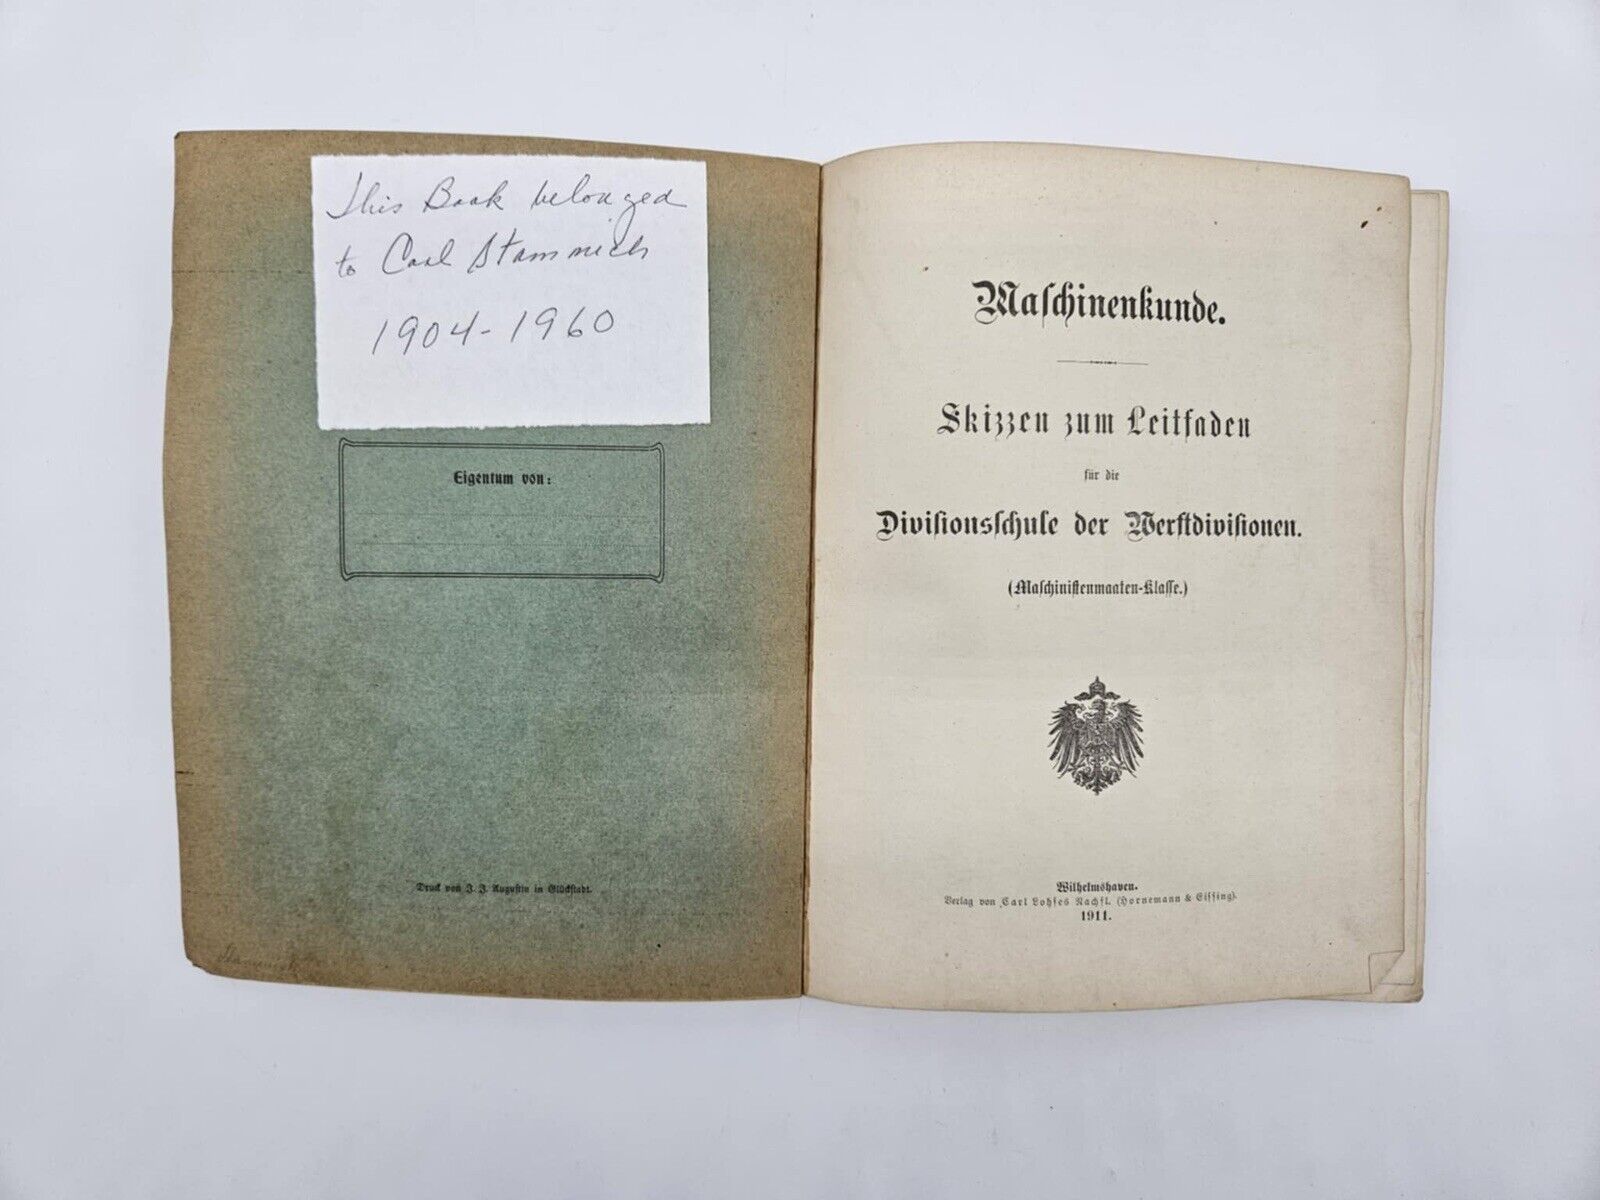 This Book belonged
to Carl Stammich
1904-1960
Eigentum von:
Druck von J. J. Augustin in Glückstadt.
Maſchinenkunde.
Skizzen zum Leitfaden
für die
Diviſionsſchule der Werftdiviſionen.
(Maſchiniſtenmaaten-Klaſſe.)
Wilhelmshaven.
Verlag von Carl Lohſes Nachf. (Hornemann & Eiſſing).
1911.